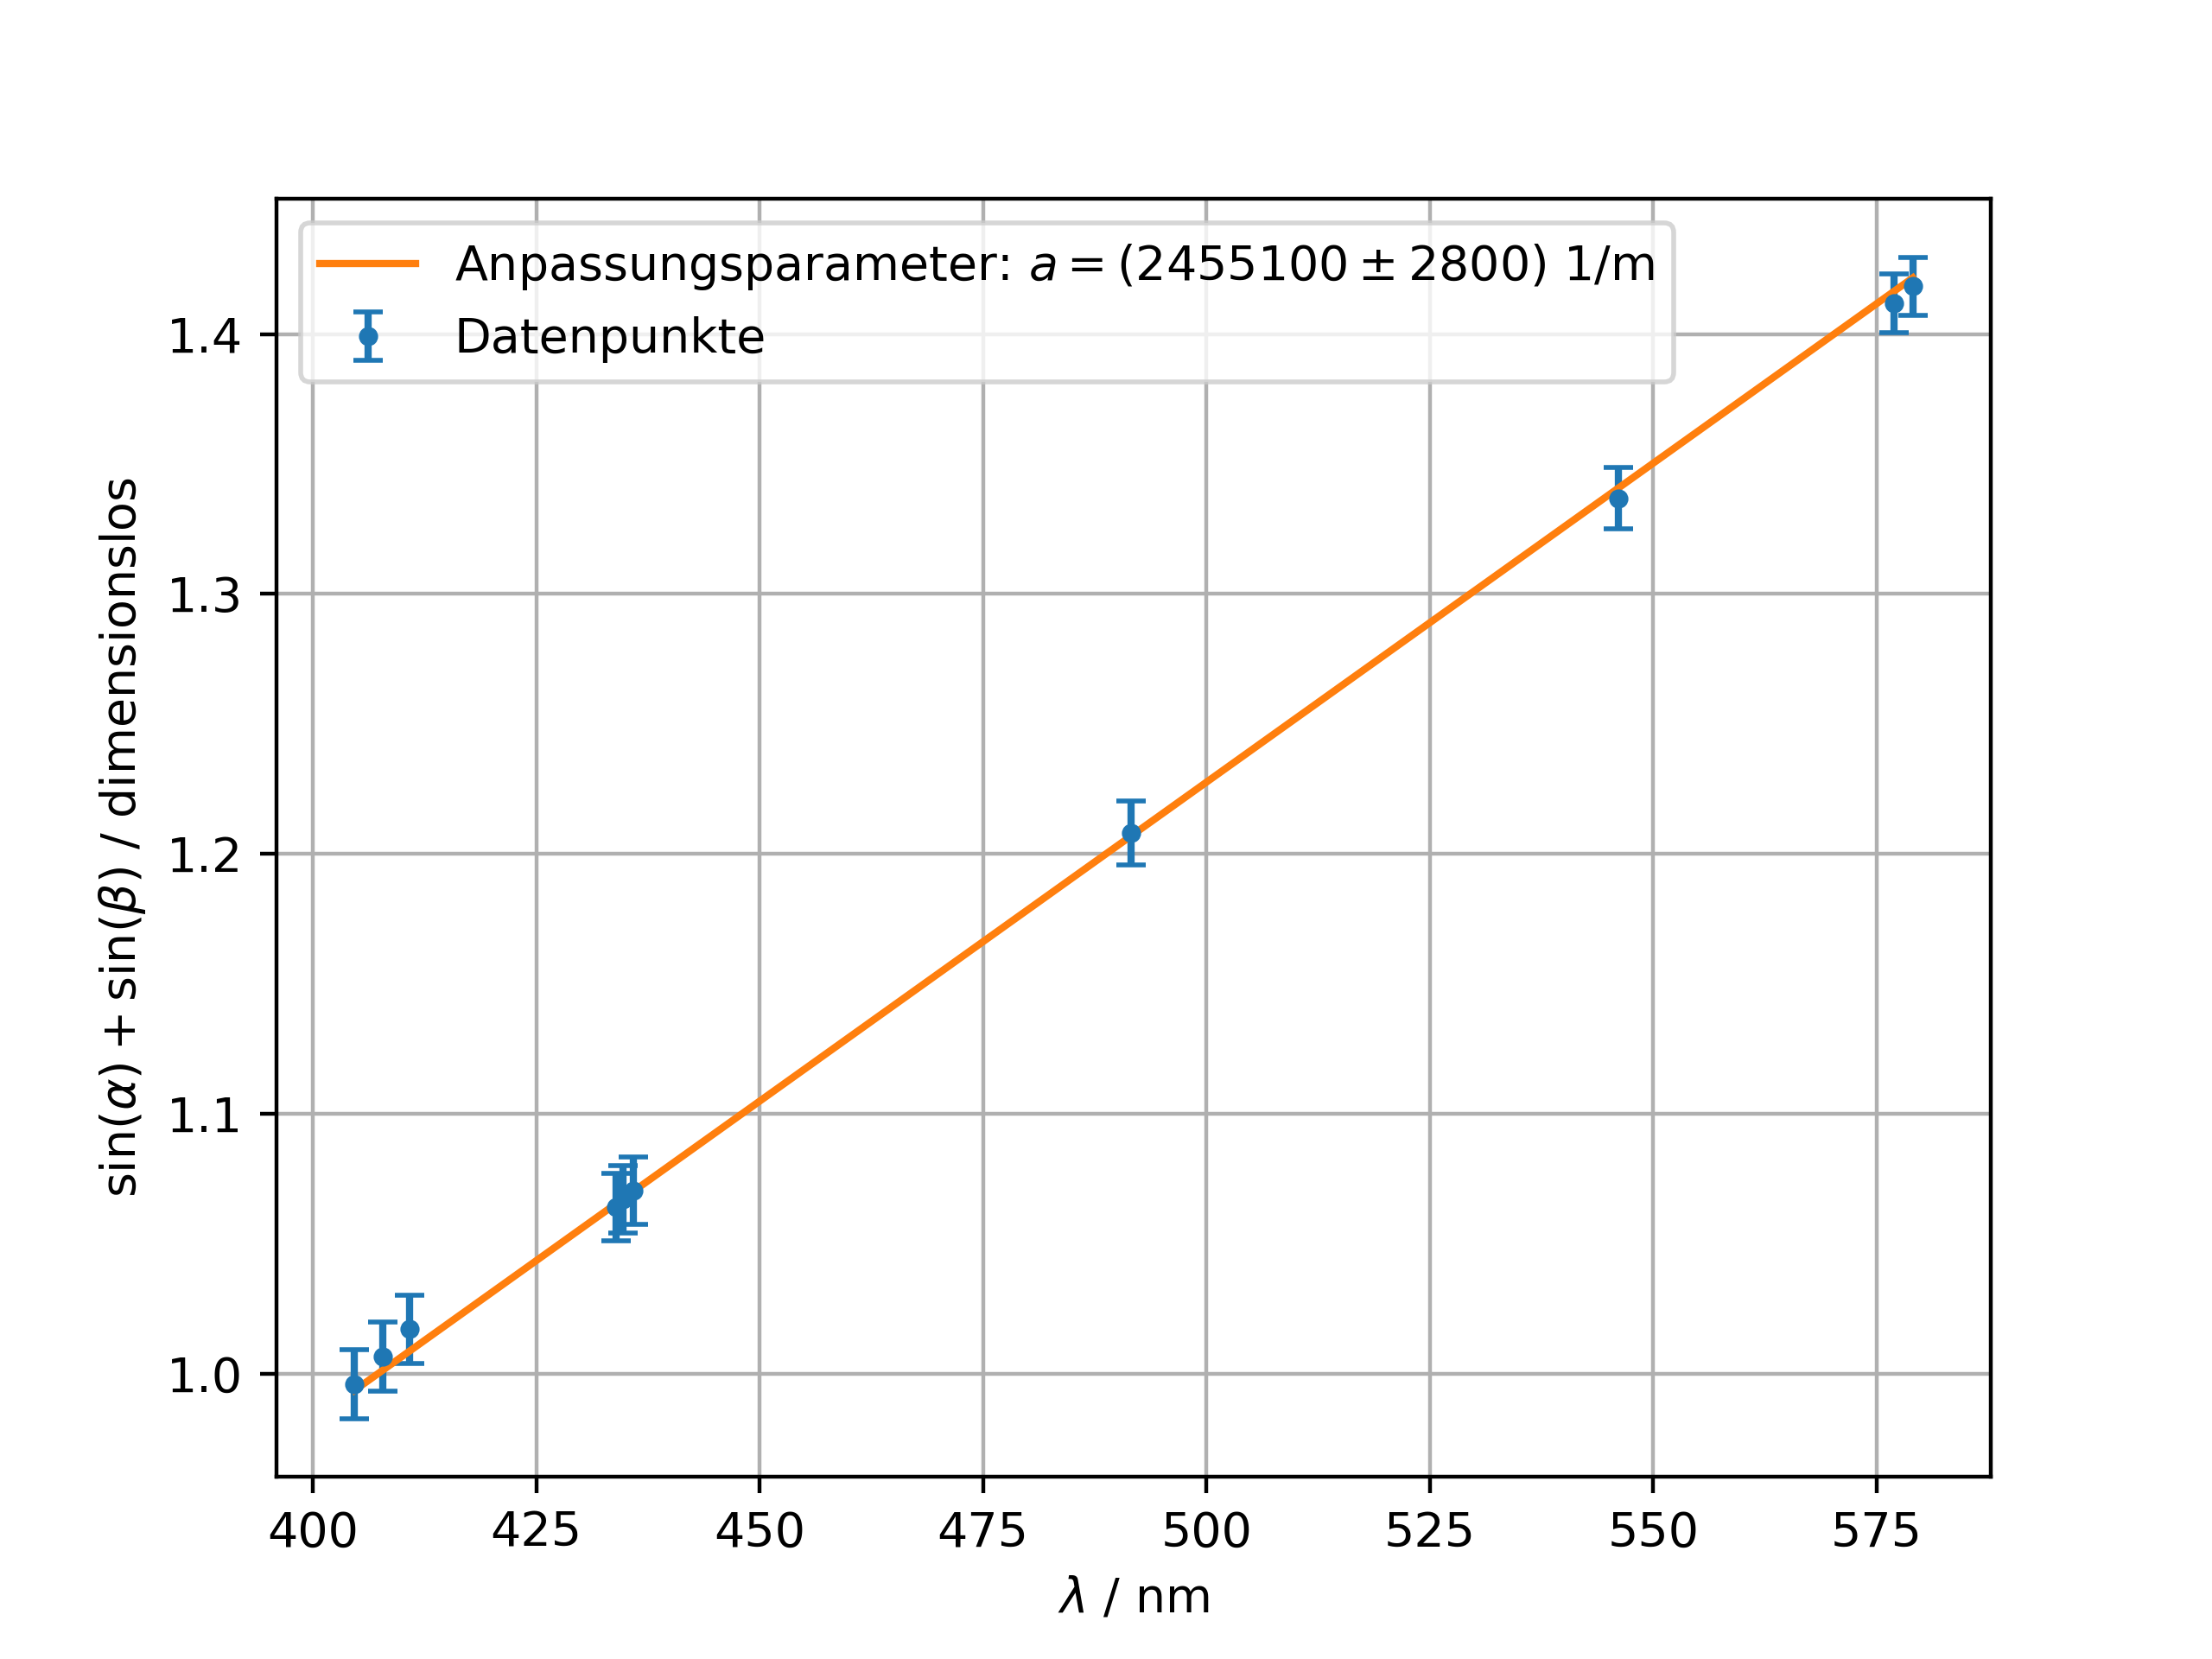 Anpassungsparameter: a = (2455100 ± 2800) 1/m
Datenpunkte
sin(α) + sin(β) / dimensionslos
1.4
1.3
1.2
1.1
1.0
400 425 450 475 500 525 550 575
λ / nm